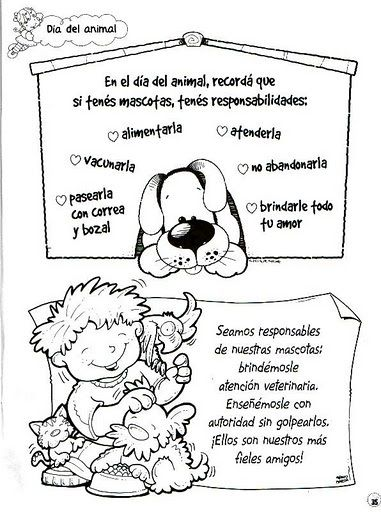 Día del animal
En el día del animal, recordá que
si tenés mascotas, tenés responsabilidades:
♡ alimentarla
♡ atenderla
♡ vacunarla
♡ no abandonarla
♡ pasearla
con correa
y bozal
♡ brindarle todo
tu amor
Seamos responsables
de nuestras mascotas:
brindémosle
atención veterinaria.
Enseñémosle con
autoridad sin golpearlos.
¡Ellos son nuestros más
fieles amigos!
35